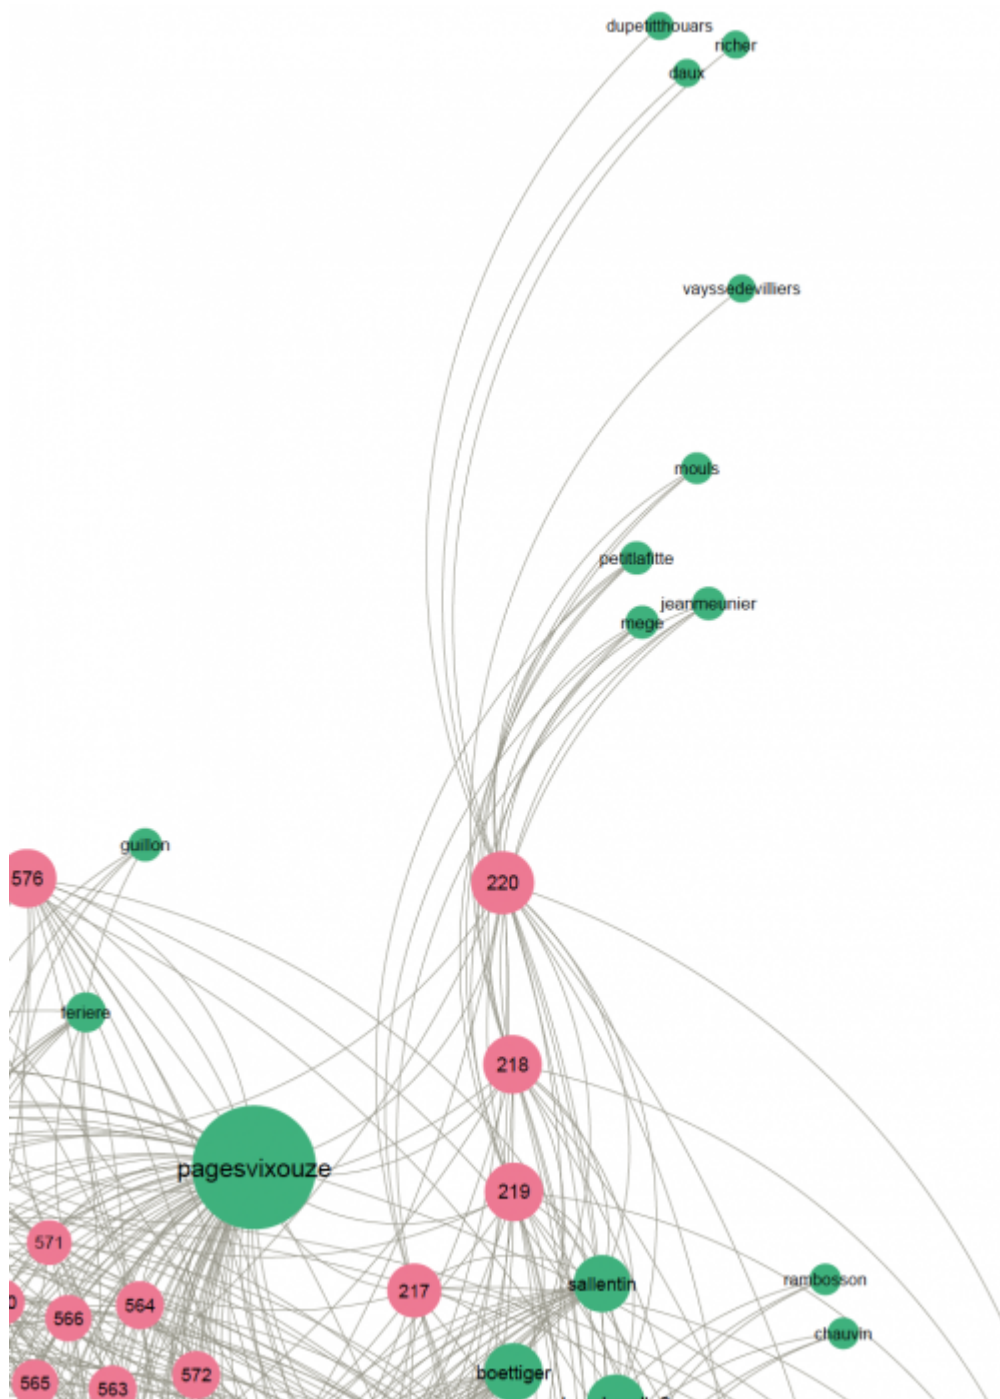 dupetitthouars
richer
daux
vayssedevilliers
mouls
petitlafitte
jeanmeunier
mege
guillon
576
220
teriere
218
pagesvixouze
219
571
217
sallentin
rambosson
564
566
chauvin
572
boettiger
565
563